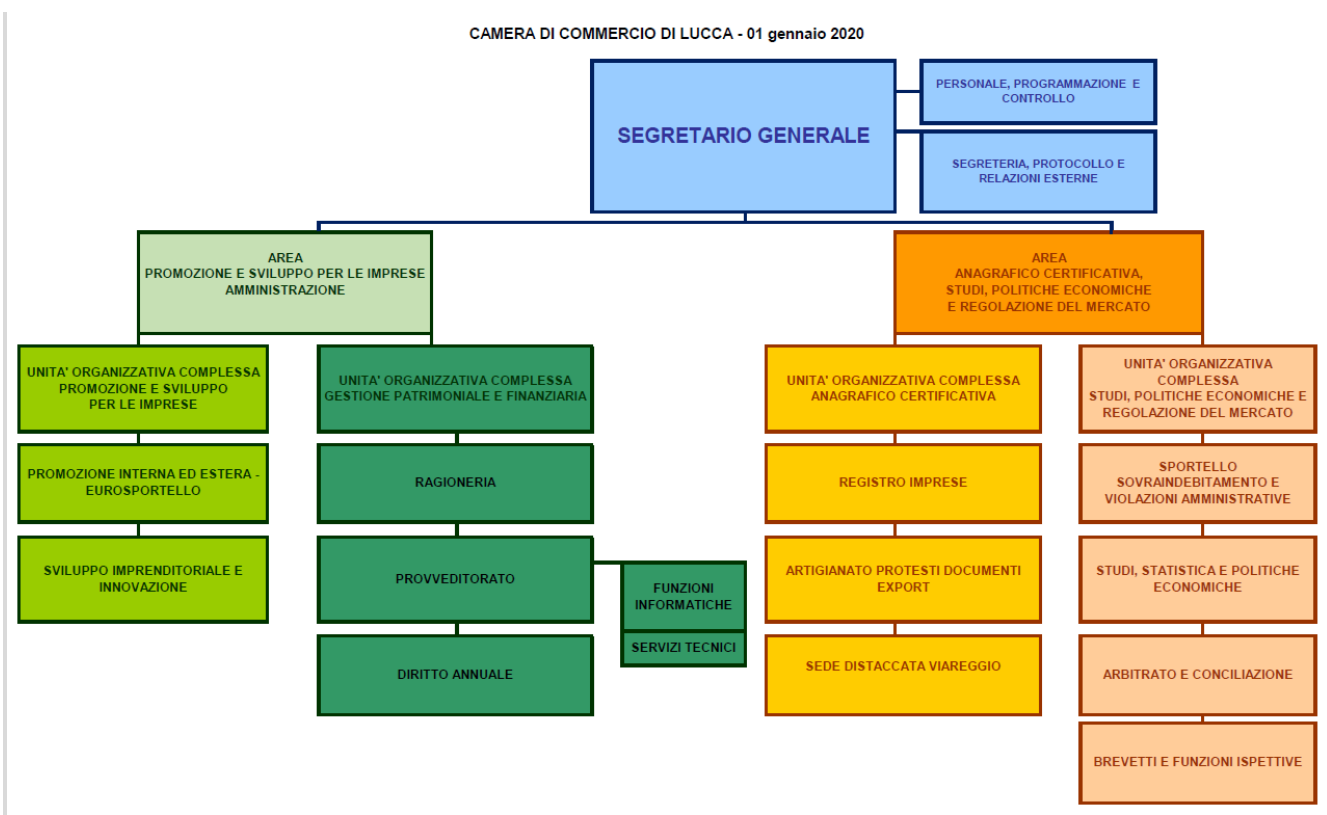 CAMERA DI COMMERCIO DI LUCCA - 01 gennaio 2020
SEGRETARIO GENERALE
PERSONALE, PROGRAMMAZIONE E
CONTROLLO
SEGRETERIA, PROTOCOLLO E
RELAZIONI ESTERNE
AREA
PROMOZIONE E SVILUPPO PER LE IMPRESE
AMMINISTRAZIONE
AREA
ANAGRAFICO CERTIFICATIVA,
STUDI, POLITICHE ECONOMICHE
E REGOLAZIONE DEL MERCATO
UNITA' ORGANIZZATIVA COMPLESSA
PROMOZIONE E SVILUPPO
PER LE IMPRESE
PROMOZIONE INTERNA ED ESTERA -
EUROSPORTELLO
SVILUPPO IMPRENDITORIALE E
INNOVAZIONE
UNITA' ORGANIZZATIVA COMPLESSA
GESTIONE PATRIMONIALE E FINANZIARIA
RAGIONERIA
PROVVEDITORATO
FUNZIONI
INFORMATICHE
SERVIZI TECNICI
DIRITTO ANNUALE
UNITA' ORGANIZZATIVA COMPLESSA
ANAGRAFICO CERTIFICATIVA
REGISTRO IMPRESE
ARTIGIANATO PROTESTI DOCUMENTI
EXPORT
SEDE DISTACCATA VIAREGGIO
UNITA' ORGANIZZATIVA
COMPLESSA
STUDI, POLITICHE ECONOMICHE E
REGOLAZIONE DEL MERCATO
SPORTELLO
SOVRAINDEBITAMENTO E
VIOLAZIONI AMMINISTRATIVE
STUDI, STATISTICA E POLITICHE
ECONOMICHE
ARBITRATO E CONCILIAZIONE
BREVETTI E FUNZIONI ISPETTIVE